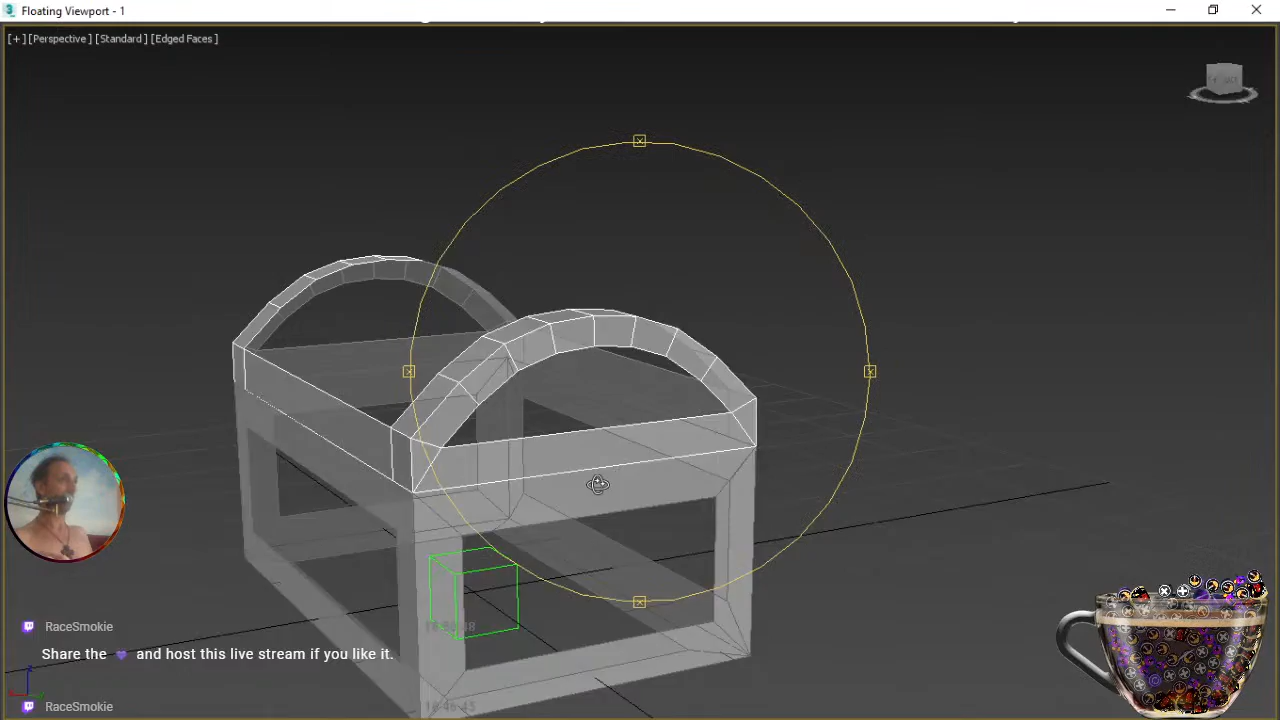 Floating Viewport - 1
[+] [Perspective] [Standard] [Edged Faces]
RaceSmokie
Share the 💜 and host this live stream if you like it.
RaceSmokie